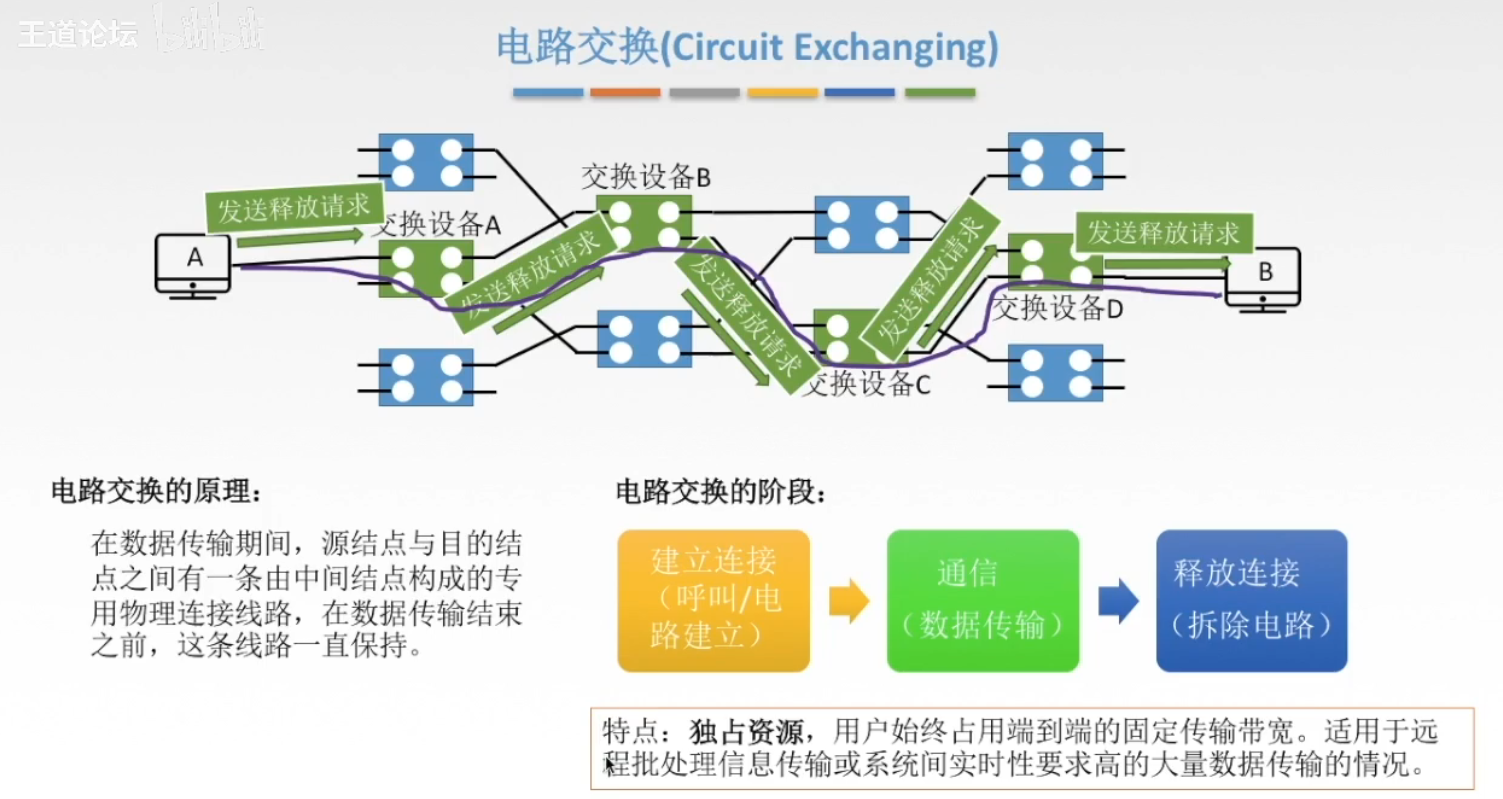 王道论坛 bilibili
电路交换(Circuit Exchanging)
交换设备B
发送释放请求
交换设备A
发送释放请求
发送释放请求
发送释放请求
发送释放请求
A
B
交换设备D
交换设备C
电路交换的原理：
在数据传输期间，源结点与目的结
点之间有一条由中间结点构成的专
用物理连接线路，在数据传输结束
之前，这条线路一直保持。
电路交换的阶段：
建立连接
（呼叫/电
路建立）
通信
（数据传输）
释放连接
（拆除电路）
特点：独占资源，用户始终占用端到端的固定传输带宽。适用于远
程批处理信息传输或系统间实时性要求高的大量数据传输的情况。